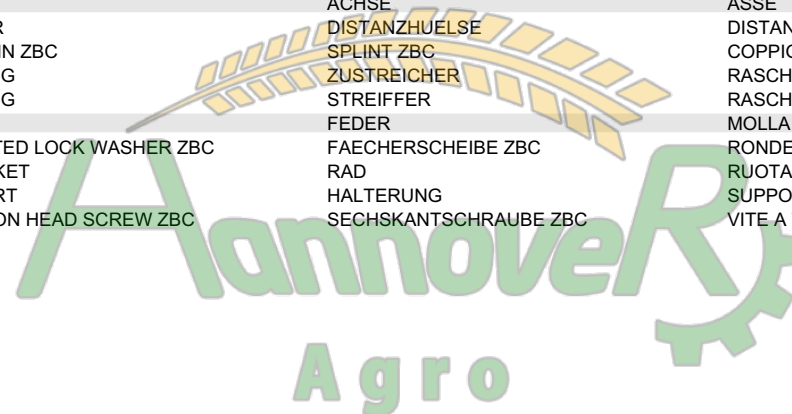 ACHSE ASSE
R DISTANZHUELSE DISTAN
IN ZBC SPLINT ZBC COPPIG
G ZUSTREICHER RASCH
G STREIFFER RASCH
FEDER MOLLA
TED LOCK WASHER ZBC FAECHERSCHEIBE ZBC RONDE
KET RAD RUOTA
RT HALTERUNG SUPPO
ON HEAD SCREW ZBC SECHSKANTSCHRAUBE ZBC VITE A
HannoveR
Agro